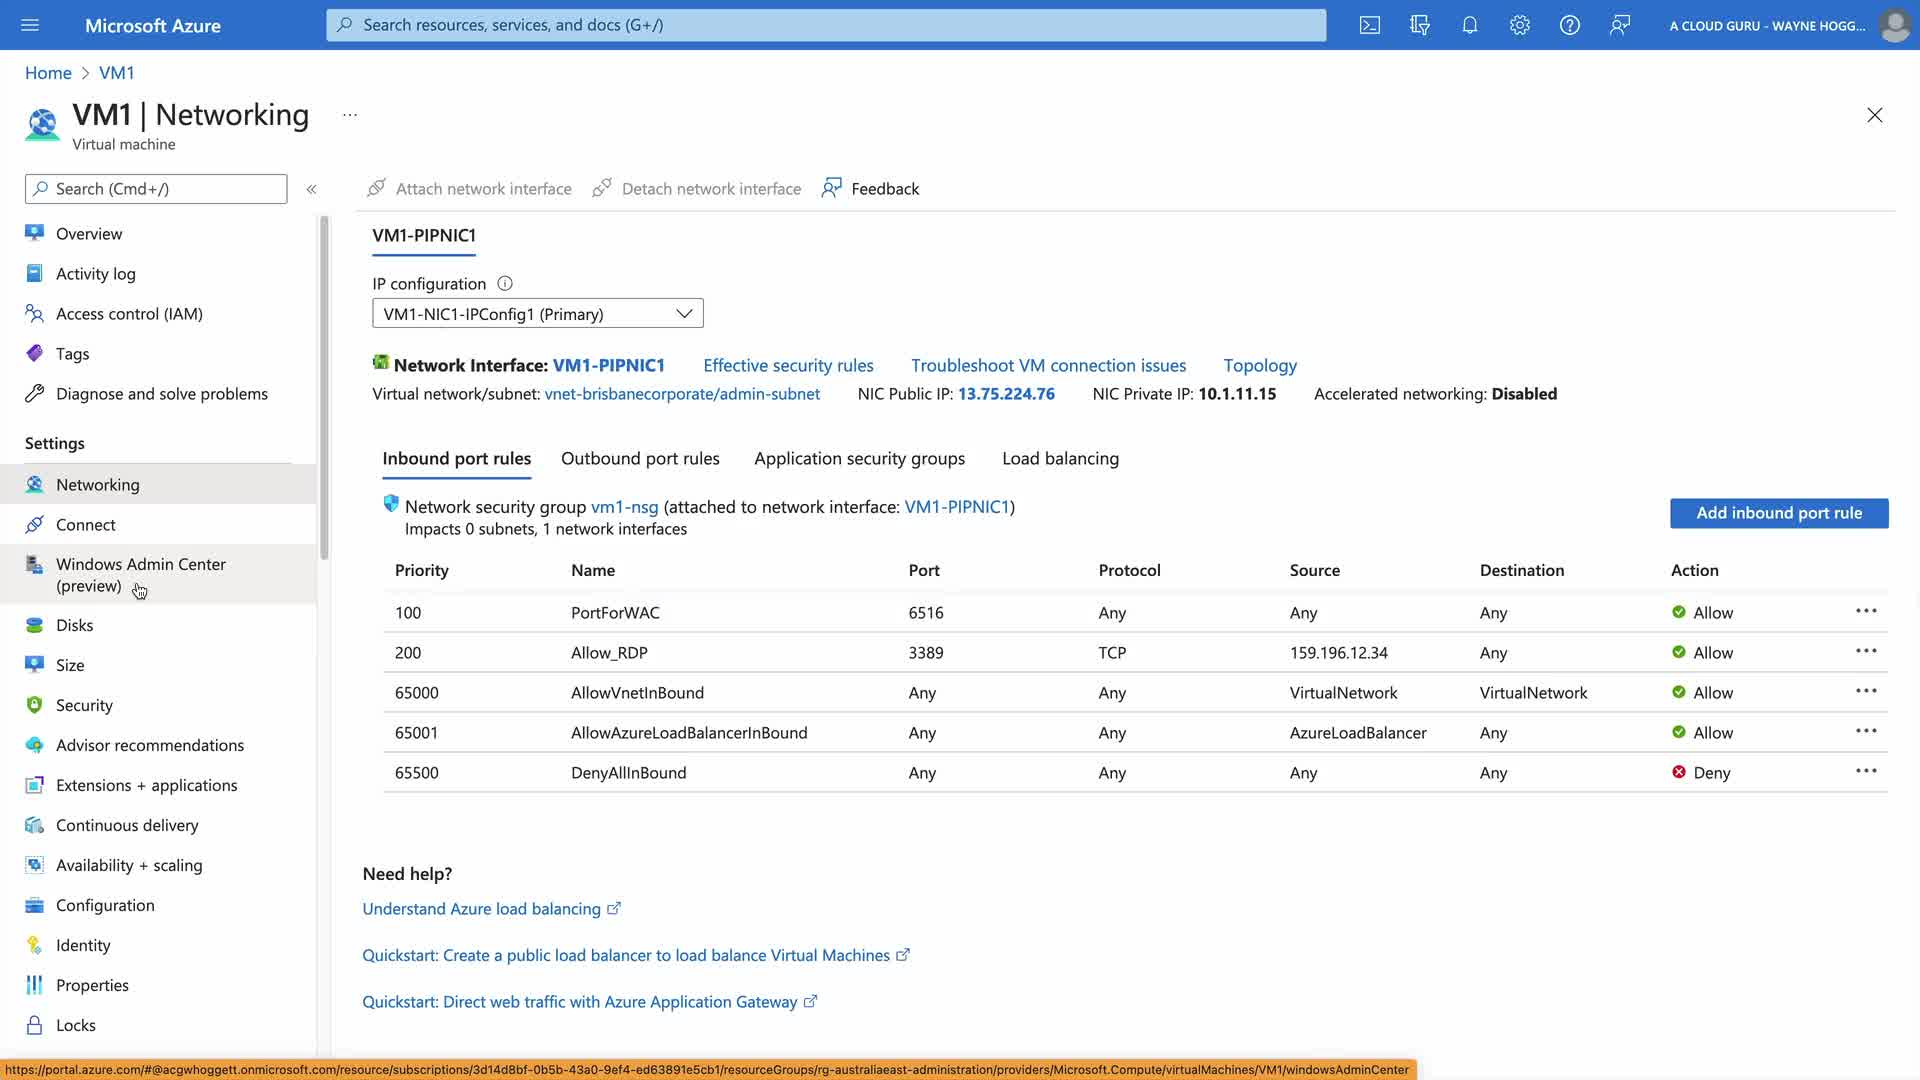 Microsoft Azure
Search resources, services, and docs (G+/)
A CLOUD GURU - WAYNE HOGG...
Home > VM1
VM1 | Networking
...
Virtual machine
Search (Cmd+/)
«
Attach network interface
Detach network interface
Feedback
Overview
Activity log
Access control (IAM)
Tags
Diagnose and solve problems
Settings
Networking
Connect
Windows Admin Center
(preview)
Disks
Size
Security
Advisor recommendations
Extensions + applications
Continuous delivery
Availability + scaling
Configuration
Identity
Properties
Locks
VM1-PIPNIC1
IP configuration
VM1-NIC1-IPConfig1 (Primary)
Network Interface: VM1-PIPNIC1 Effective security rules Troubleshoot VM connection issues Topology
Virtual network/subnet: vnet-brisbanecorporate/admin-subnet NIC Public IP: 13.75.224.76 NIC Private IP: 10.1.11.15 Accelerated networking: Disabled
Inbound port rules Outbound port rules Application security groups Load balancing
Network security group vm1-nsg (attached to network interface: VM1-PIPNIC1)
Impacts 0 subnets, 1 network interfaces
Add inbound port rule
Priority Name Port Protocol Source Destination Action
100 PortForWAC 6516 Any Any Any Allow ...
200 Allow_RDP 3389 TCP 159.196.12.34 Any Allow ...
65000 AllowVnetInBound Any Any VirtualNetwork VirtualNetwork Allow ...
65001 AllowAzureLoadBalancerInBound Any Any AzureLoadBalancer Any Allow ...
65500 DenyAllInBound Any Any Any Any Deny ...
Need help?
Understand Azure load balancing
Quickstart: Create a public load balancer to load balance Virtual Machines
Quickstart: Direct web traffic with Azure Application Gateway
https://portal.azure.com/#@acgwhoggett.onmicrosoft.com/resource/subscriptions/3d14d8bf-0b5b-43a0-9ef4-ed63891e5cb1/resourceGroups/rg-australiaeast-administration/providers/Microsoft.Compute/virtualMachines/VM1/windowsAdminCenter